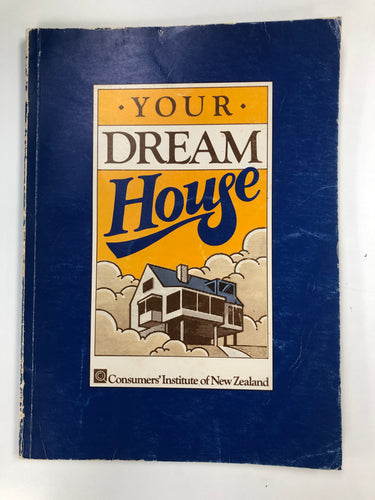 · YOUR ·
DREAM
House
Consumers' Institute of New Zealand